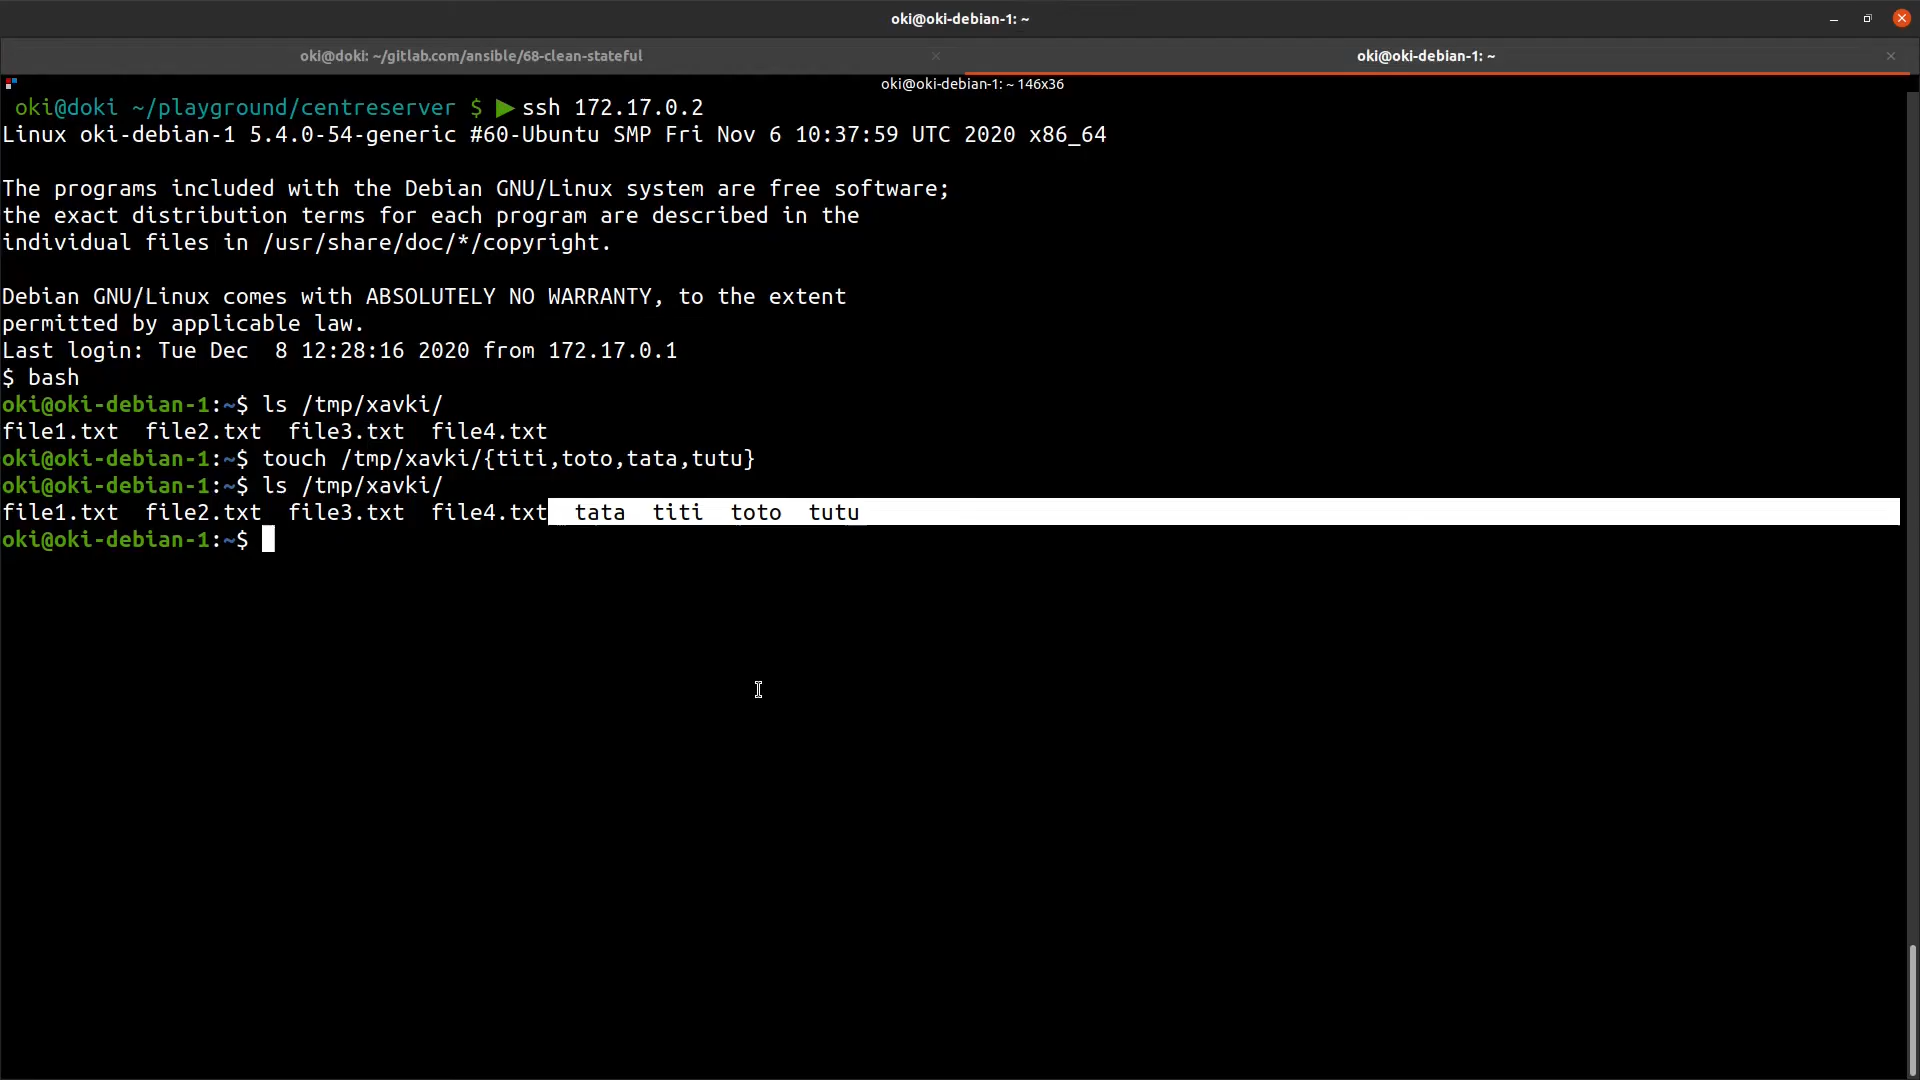 oki@oki-debian-1: ~
oki@doki: ~/gitlab.com/ansible/68-clean-stateful
oki@oki-debian-1: ~
oki@oki-debian-1: ~ 146x36
oki@doki ~/playground/centreserver $ ▶ ssh 172.17.0.2
Linux oki-debian-1 5.4.0-54-generic #60-Ubuntu SMP Fri Nov 6 10:37:59 UTC 2020 x86_64
The programs included with the Debian GNU/Linux system are free software;
the exact distribution terms for each program are described in the
individual files in /usr/share/doc/*/copyright.
Debian GNU/Linux comes with ABSOLUTELY NO WARRANTY, to the extent
permitted by applicable law.
Last login: Tue Dec  8 12:28:16 2020 from 172.17.0.1
$ bash
oki@oki-debian-1:~$ ls /tmp/xavki/
file1.txt  file2.txt  file3.txt  file4.txt
oki@oki-debian-1:~$ touch /tmp/xavki/{titi,toto,tata,tutu}
oki@oki-debian-1:~$ ls /tmp/xavki/
file1.txt  file2.txt  file3.txt  file4.txt  tata  titi  toto  tutu
oki@oki-debian-1:~$